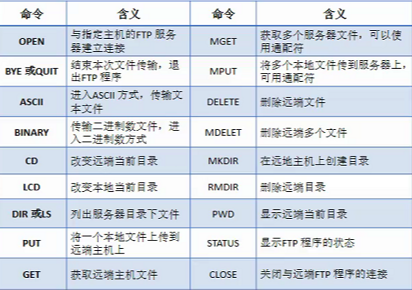 命令 含义 命令 含义
OPEN 与指定主机的FTP 服务器建立连接 MGET 获取多个服务器文件，可以使用通配符
BYE 或QUIT 结束本次文件传输，退出FTP 程序 MPUT 将多个本地文件传到服务器上，可用通配符
ASCII 进入ASCII 方式，传输文本文件 DELETE 删除远端文件
BINARY 传输二进制数文件，进入二进制数方式 MDELET 删除远端多个文件
CD 改变远端当前目录 MKDIR 在远地主机上创建目录
LCD 改变本地当前目录 RMDIR 删除远端目录
DIR 或LS 列出服务器目录下文件 PWD 显示远端当前目录
PUT 将一个本地文件上传到远端主机上 STATUS 显示FTP 程序的状态
GET 获取远端主机文件 CLOSE 关闭与远端FTP 程序的连接